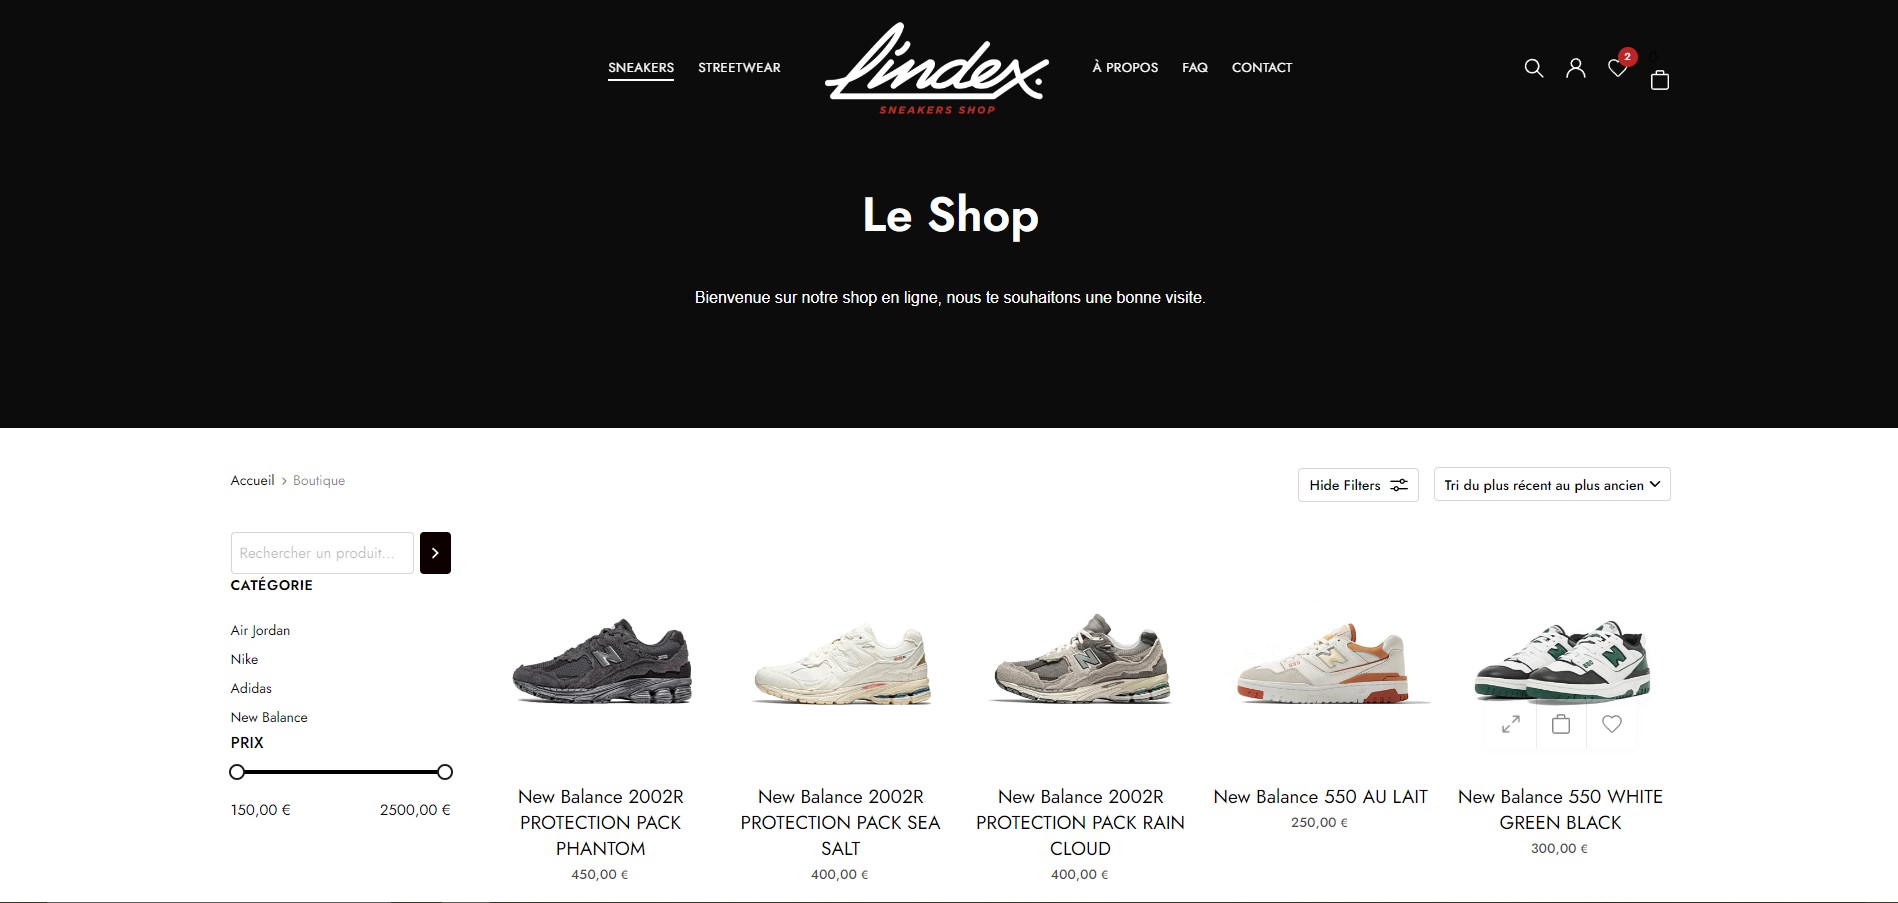 SNEAKERS
STREETWEAR
lindex.
SNEAKERS SHOP
À PROPOS
FAQ
CONTACT
2
0
Le Shop
Bienvenue sur notre shop en ligne, nous te souhaitons une bonne visite.
Accueil > Boutique
Hide Filters
Tri du plus récent au plus ancien
Rechercher un produit...
CATÉGORIE
Air Jordan
Nike
Adidas
New Balance
PRIX
150,00 €
2500,00 €
New Balance 2002R
PROTECTION PACK
PHANTOM
450,00 €
New Balance 2002R
PROTECTION PACK SEA
SALT
400,00 €
New Balance 2002R
PROTECTION PACK RAIN
CLOUD
400,00 €
New Balance 550 AU LAIT
250,00 €
New Balance 550 WHITE
GREEN BLACK
300,00 €